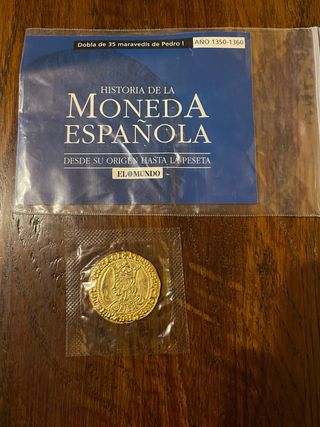 Dobla de 35 maravedís de Pedro I AÑO 1350-1360
HISTORIA DE LA
MONEDA
ESPAÑOLA
DESDE SU ORIGEN HASTA LA PESETA
EL MUNDO